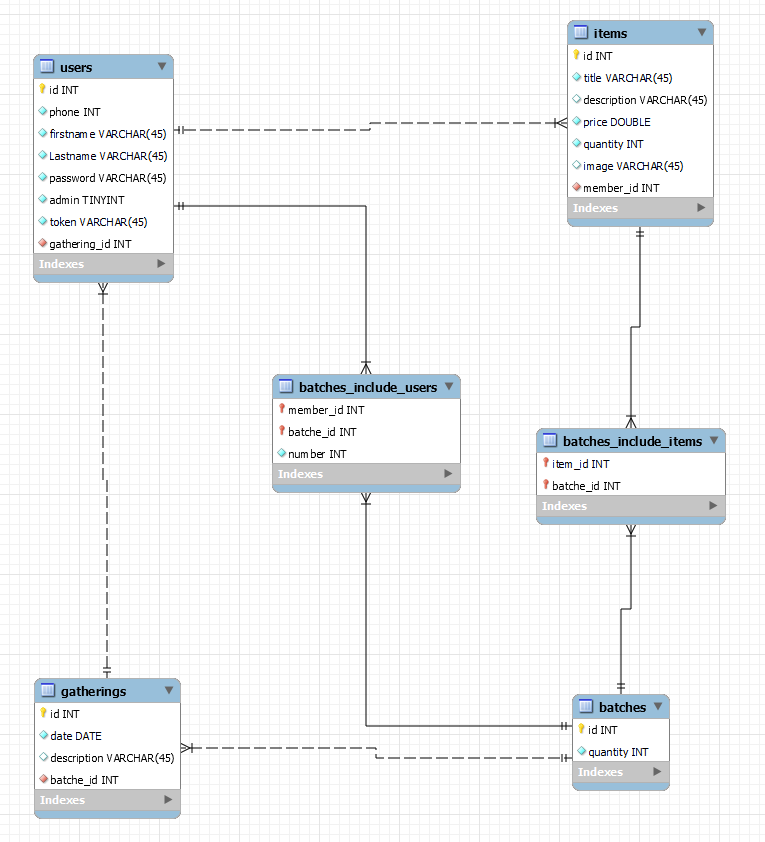 users
id INT
phone INT
firstname VARCHAR(45)
Lastname VARCHAR(45)
password VARCHAR(45)
admin TINYINT
token VARCHAR(45)
gathering_id INT
Indexes
items
id INT
title VARCHAR(45)
description VARCHAR(45)
price DOUBLE
quantity INT
image VARCHAR(45)
member_id INT
Indexes
batches_include_users
member_id INT
batche_id INT
number INT
Indexes
batches_include_items
item_id INT
batche_id INT
Indexes
gatherings
id INT
date DATE
description VARCHAR(45)
batche_id INT
Indexes
batches
id INT
quantity INT
Indexes